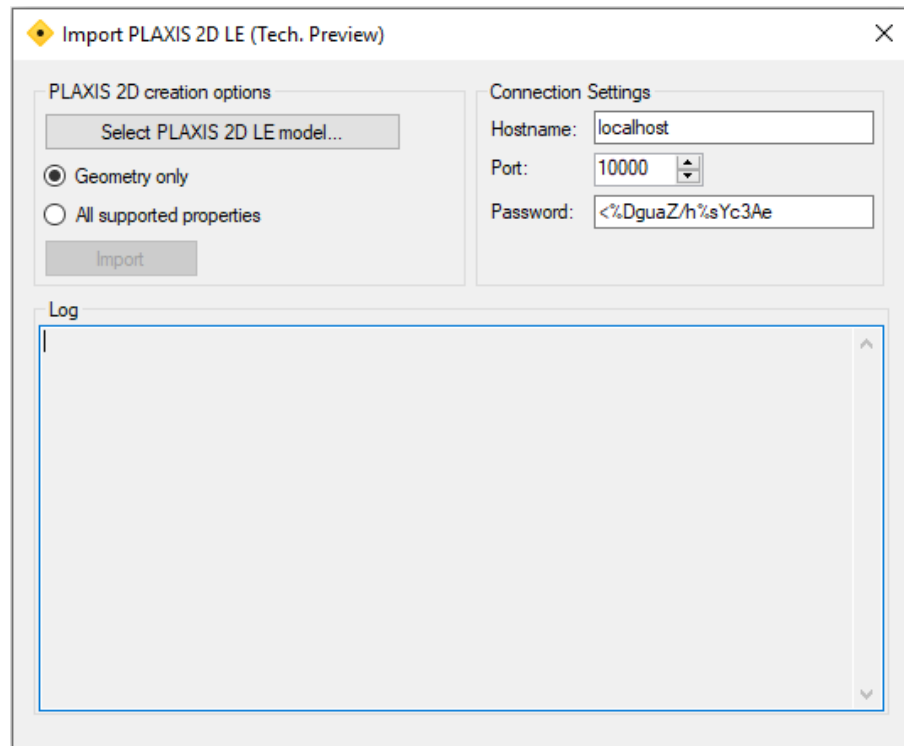 Import PLAXIS 2D LE (Tech. Preview)
PLAXIS 2D creation options
Select PLAXIS 2D LE model...
Geometry only
All supported properties
Import
Connection Settings
Hostname: localhost
Port: 10000
Password: <%DguaZ/h%sYc3Ae
Log